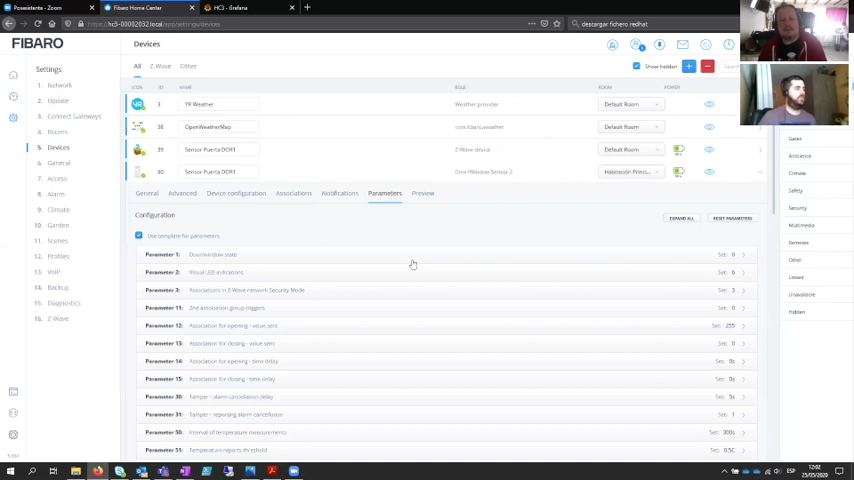 Posexistente - Zoom
Fibaro Home Center
HC3 - Grafana
https://hc3-00002032.local/app/settings/devices
descargar fichero redhat
FIBARO
Devices
Settings
1. Network
2. Update
3. Connected Gateways
4. Rooms
5. Devices
6. General
7. Access
8. Alarm
9. Climate
10. Garden
11. Scenes
12. Profiles
13. VoIP
14. Backup
15. Diagnostics
16. Z-Wave
All Z-Wave Other
Show hidden
ID NAME ROLE ROOM POWER
3 YR Weather Weather provider Default Room
38 OpenWeatherMap com.fibaro.weather Default Room
39 Sensor Puerta DOR1 Z-Wave device Default Room
40 Sensor Puerta DOR1 Door/Window Sensor 2 Habitación Princi...
General Advanced Device configuration Associations Notifications Parameters Preview
Configuration
EXPAND ALL RESET PARAMETERS
Use template for parameters
Parameter 1: Door/window state Set: 0
Parameter 2: Visual LED indications Set: 6
Parameter 3: Associations in Z-Wave network Security Mode Set: 3
Parameter 11: 2nd association group triggers Set: 0
Parameter 12: Association for opening - value sent Set: 255
Parameter 13: Association for closing - value sent Set: 0
Parameter 14: Association for opening - time delay Set: 0s
Parameter 15: Association for closing - time delay Set: 0s
Parameter 30: Tamper - alarm cancellation delay Set: 5s
Parameter 31: Tamper - reporting alarm cancellation Set: 1
Parameter 50: Interval of temperature measurements Set: 300s
Parameter 51: Temperature reports threshold Set: 0.5C
Gates
Ambience
Climate
Safety
Security
Multimedia
Remotes
Other
Linked
Unavailable
Hidden
ESP
12:02
25/05/2020